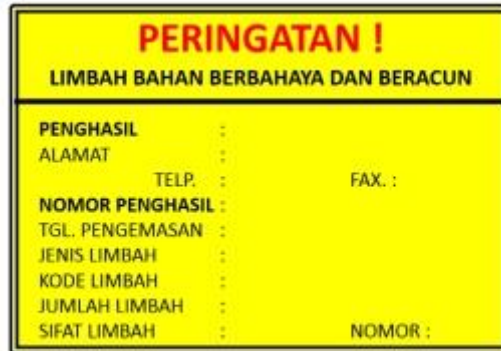 PERINGATAN !
LIMBAH BAHAN BERBAHAYA DAN BERACUN
PENGHASIL :
ALAMAT :
TELP. : FAX. :
NOMOR PENGHASIL :
TGL. PENGEMASAN :
JENIS LIMBAH :
KODE LIMBAH :
JUMLAH LIMBAH :
SIFAT LIMBAH : NOMOR :